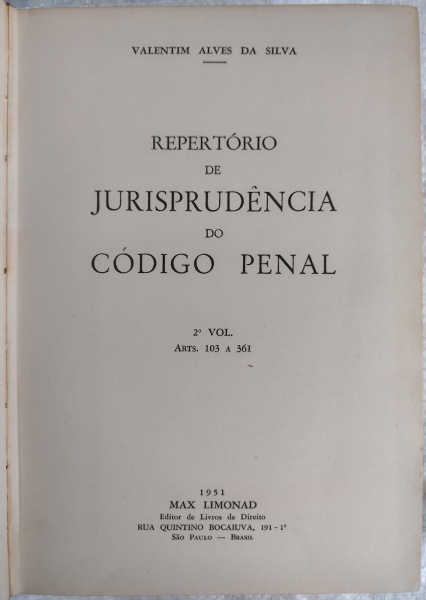 VALENTIM ALVES DA SILVA
REPERTÓRIO
DE
JURISPRUDÊNCIA
DO
CÓDIGO PENAL
2º VOL.
ARTS. 103 A 361
1951
MAX LIMONAD
Editor de Livros de Direito
RUA QUINTINO BOCAIUVA, 191 - 1º
SÃO PAULO — BRASIL